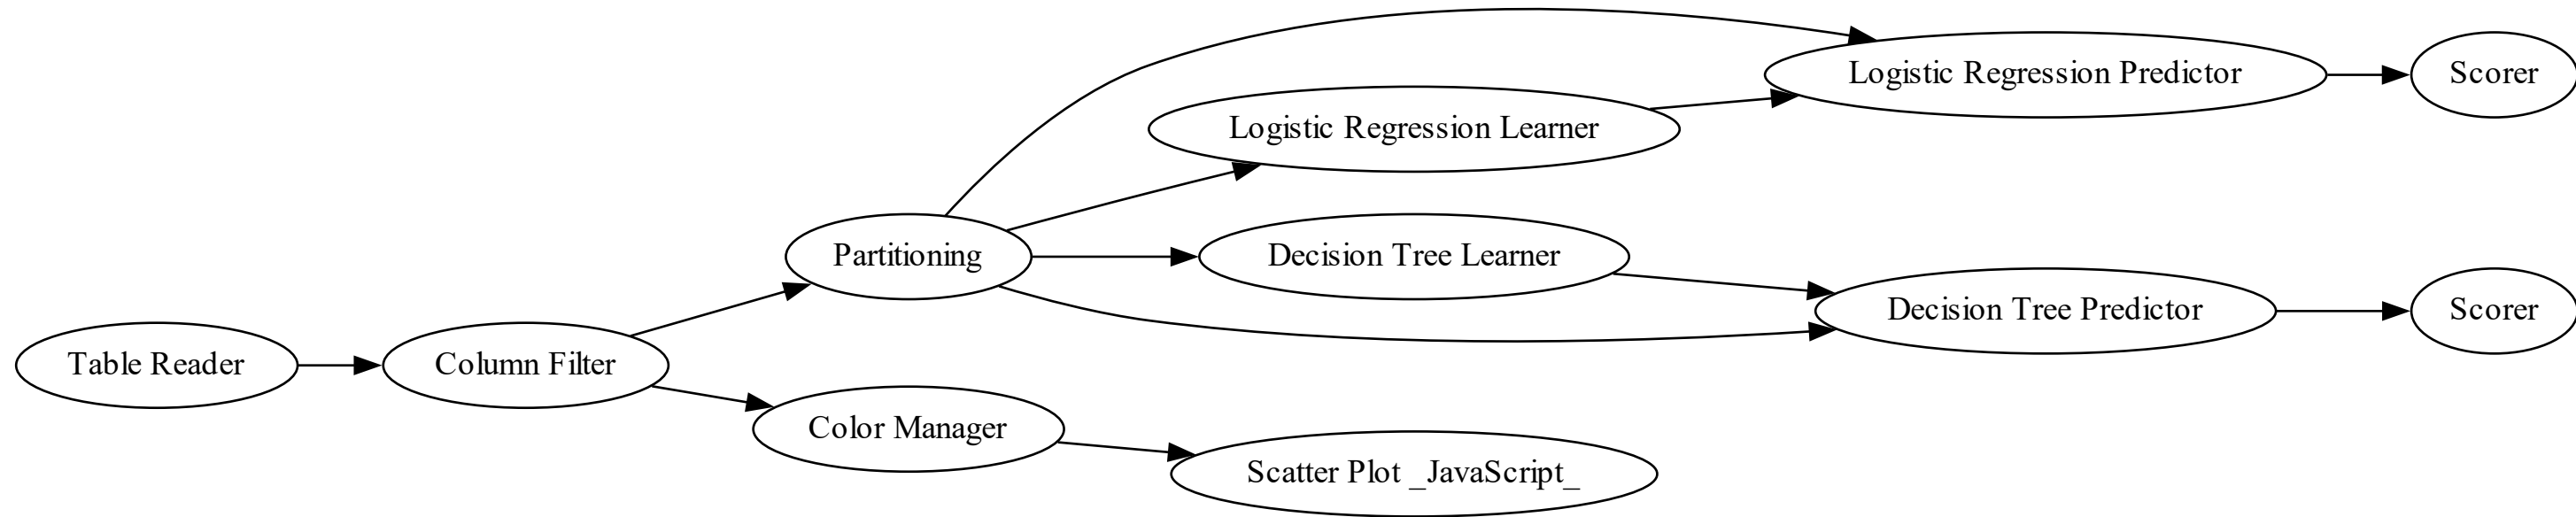 Table Reader
Column Filter
Partitioning
Color Manager
Logistic Regression Learner
Decision Tree Learner
Scatter Plot _JavaScript_
Logistic Regression Predictor
Decision Tree Predictor
Scorer
Scorer